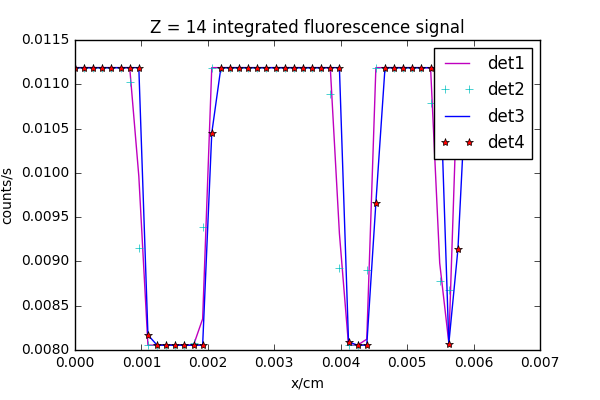 Z = 14 integrated fluorescence signal
0.0115
0.0110
0.0105
0.0100
0.0095
0.0090
0.0085
0.0080
counts/s
det1
det2
det3
det4
0.000 0.001 0.002 0.003 0.004 0.005 0.006 0.007
x/cm